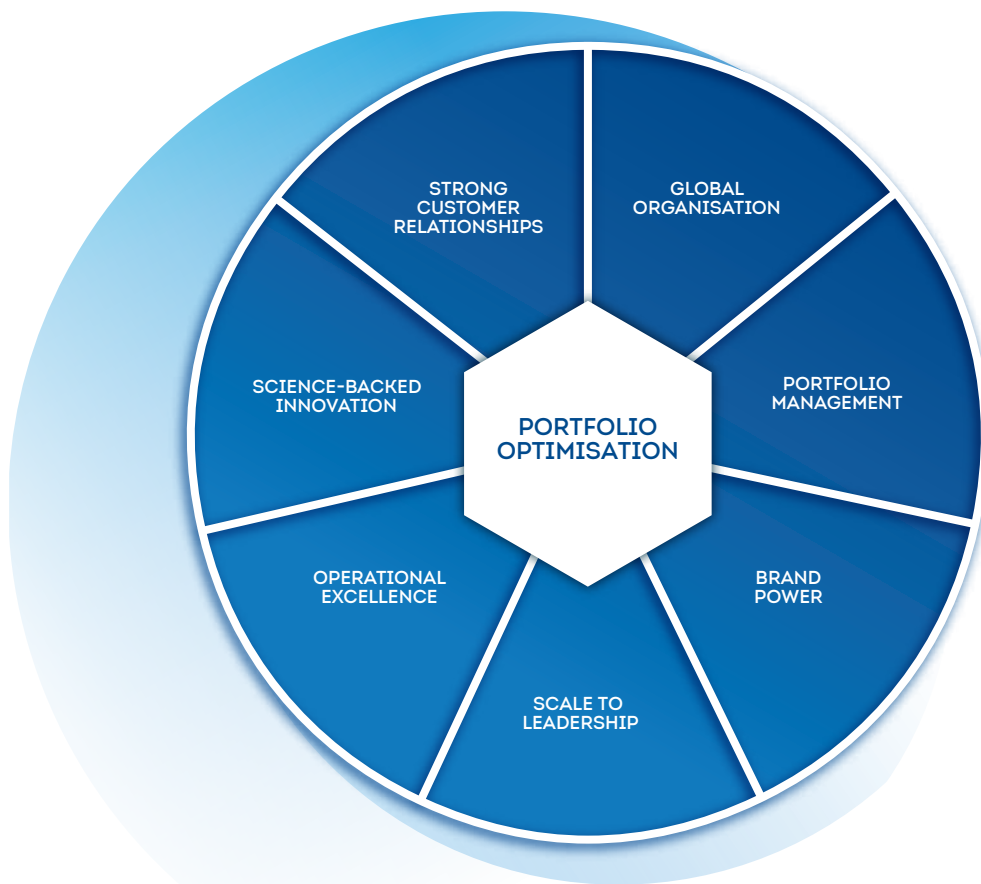 STRONG
CUSTOMER
RELATIONSHIPS
GLOBAL
ORGANISATION
SCIENCE-BACKED
INNOVATION
PORTFOLIO
MANAGEMENT
PORTFOLIO
OPTIMISATION
OPERATIONAL
EXCELLENCE
BRAND
POWER
SCALE TO
LEADERSHIP